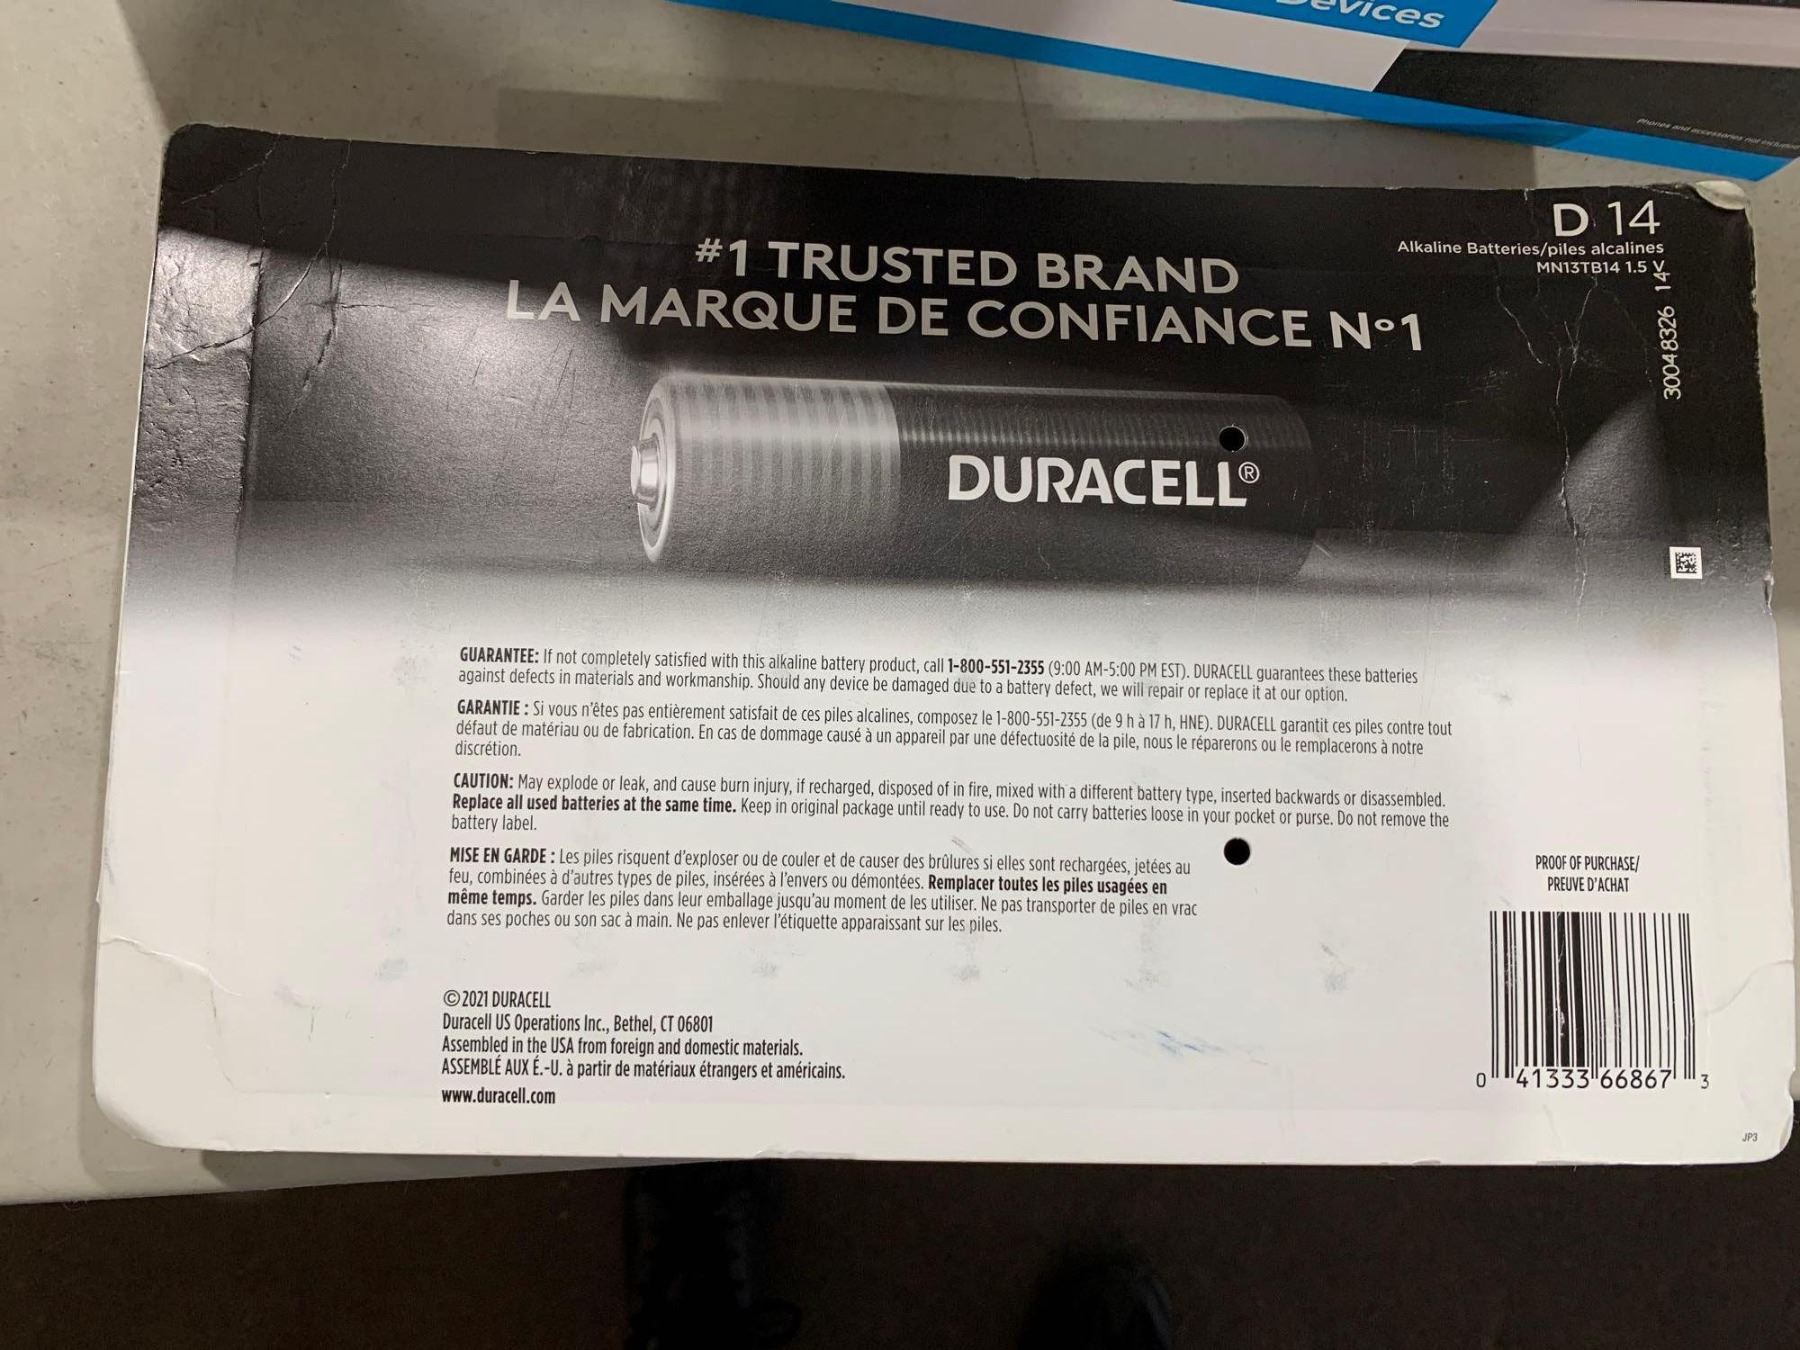 Devices
Phones and accessories not included
D 14
Alkaline Batteries/piles alcalines
MN13TB14 1.5 V
30048326 14
#1 TRUSTED BRAND
LA MARQUE DE CONFIANCE N°1
DURACELL®
GUARANTEE: If not completely satisfied with this alkaline battery product, call 1-800-551-2355 (9:00 AM-5:00 PM EST). DURACELL guarantees these batteries
against defects in materials and workmanship. Should any device be damaged due to a battery defect, we will repair or replace it at our option.
GARANTIE : Si vous n'êtes pas entièrement satisfait de ces piles alcalines, composez le 1-800-551-2355 (de 9 h à 17 h, HNE). DURACELL garantit ces piles contre tout
défaut de matériau ou de fabrication. En cas de dommage causé à un appareil par une défectuosité de la pile, nous le réparerons ou le remplacerons à notre
discrétion.
CAUTION: May explode or leak, and cause burn injury, if recharged, disposed of in fire, mixed with a different battery type, inserted backwards or disassembled.
Replace all used batteries at the same time. Keep in original package until ready to use. Do not carry batteries loose in your pocket or purse. Do not remove the
battery label.
MISE EN GARDE : Les piles risquent d'exploser ou de couler et de causer des brûlures si elles sont rechargées, jetées au
feu, combinées à d'autres types de piles, insérées à l'envers ou démontées. Remplacer toutes les piles usagées en
même temps. Garder les piles dans leur emballage jusqu'au moment de les utiliser. Ne pas transporter de piles en vrac
dans ses poches ou son sac à main. Ne pas enlever l'étiquette apparaissant sur les piles.
PROOF OF PURCHASE/
PREUVE D'ACHAT
©2021 DURACELL
Duracell US Operations Inc., Bethel, CT 06801
Assembled in the USA from foreign and domestic materials.
ASSEMBLÉ AUX É.-U. à partir de matériaux étrangers et américains.
www.duracell.com
0 41333 66867 3
JP3